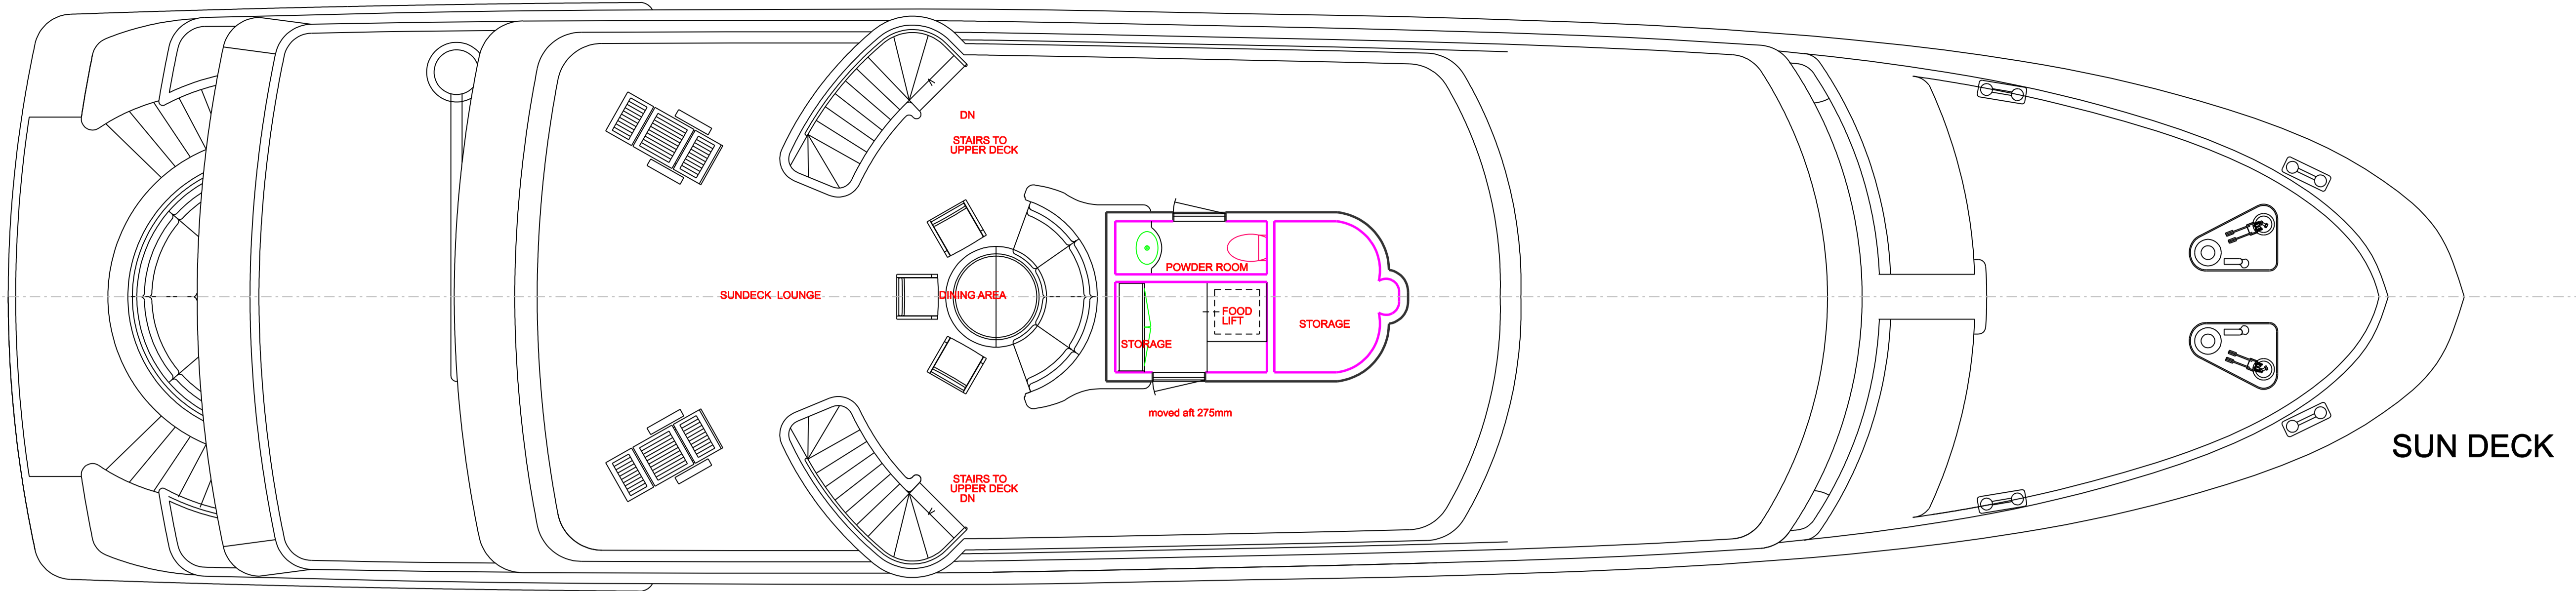 DN
STAIRS TO
UPPER DECK
SUNDECK LOUNGE
DINING AREA
POWDER ROOM
FOOD
LIFT
STORAGE
STORAGE
moved aft 275mm
STAIRS TO
UPPER DECK
DN
SUN DECK